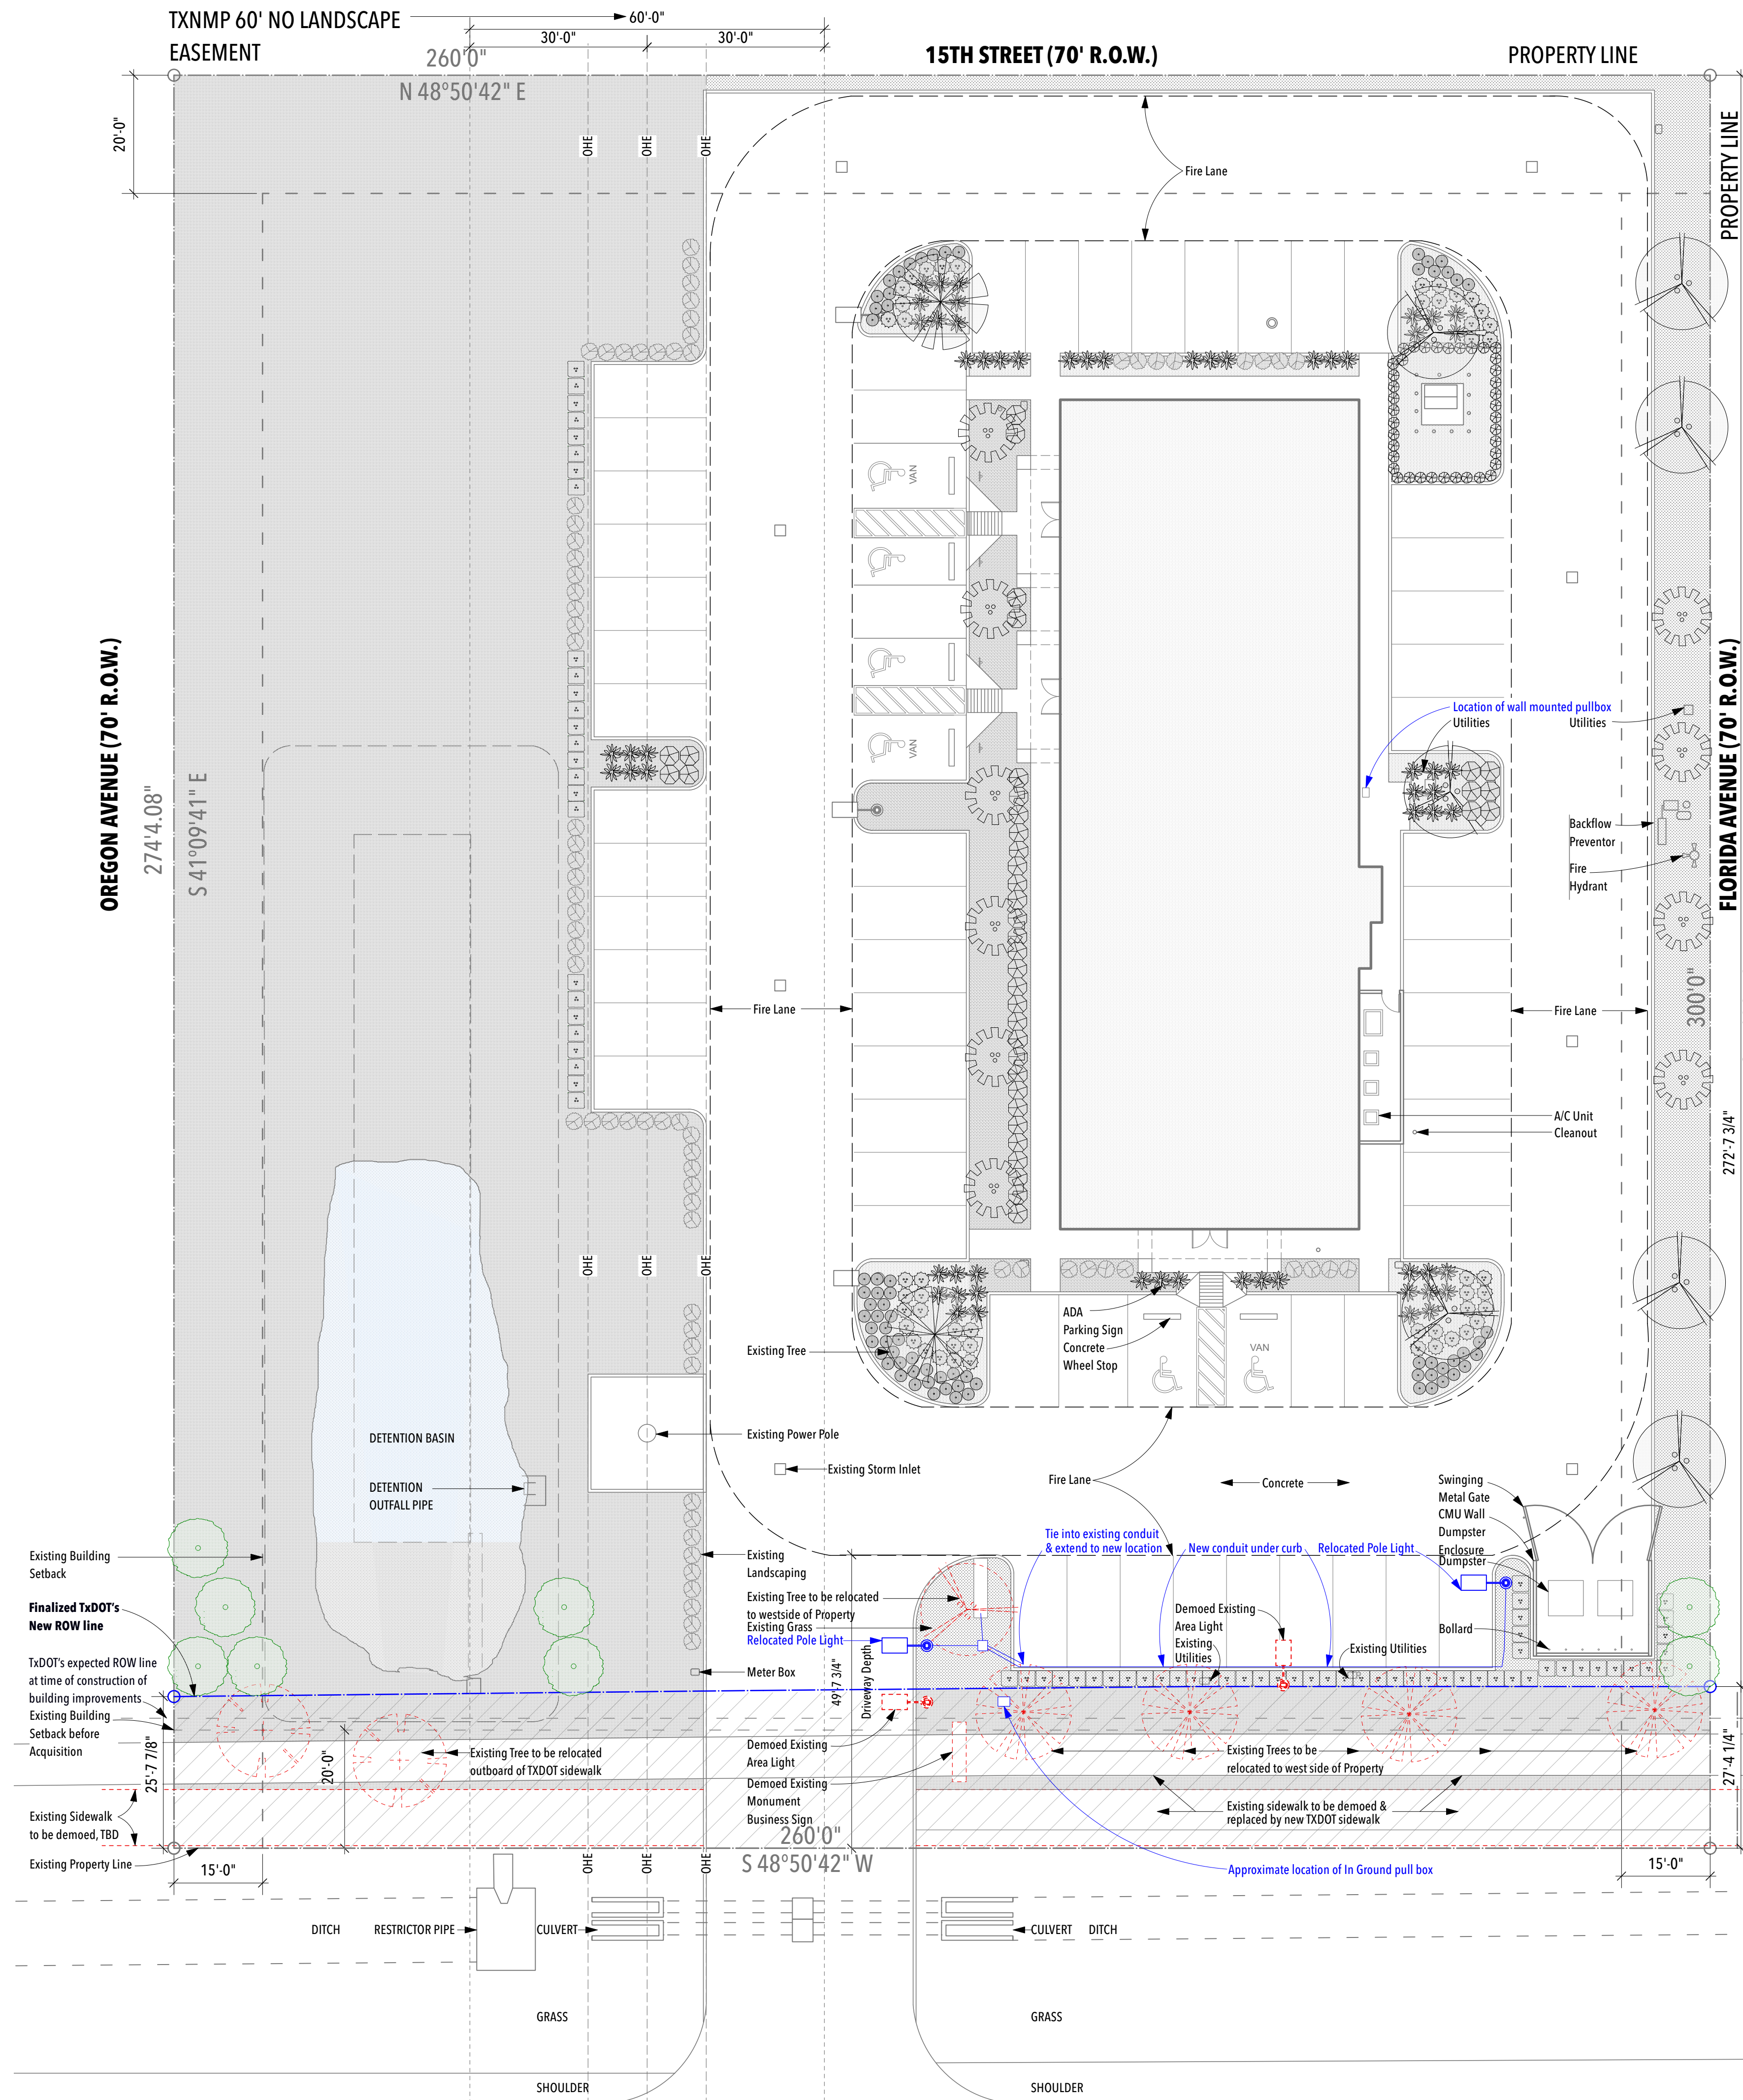 TXNMP 60' NO LANDSCAPE
EASEMENT
60'-0"
30'-0"
30'-0"
260'0"
N 48°50'42" E
15TH STREET (70' R.O.W.)
PROPERTY LINE
PROPERTY LINE
20'-0"
OHE
OHE
OHE
Fire Lane
VAN
VAN
OREGON AVENUE (70' R.O.W.)
274'4.08"
S 41°09'41" E
FLORIDA AVENUE (70' R.O.W.)
Location of wall mounted pullbox
Utilities
Utilities
Backflow
Preventor
Fire
Hydrant
300'0"
Fire Lane
Fire Lane
A/C Unit
Cleanout
272'-7 3/4"
OHE
OHE
OHE
ADA
Parking Sign
Concrete
Wheel Stop
VAN
Existing Tree
DETENTION BASIN
Existing Power Pole
Existing Storm Inlet
DETENTION
OUTFALL PIPE
Fire Lane
Concrete
Swinging
Metal Gate
CMU Wall
Dumpster
Enclosure
Dumpster
Bollard
Tie into existing conduit
& extend to new location
New conduit under curb
Relocated Pole Light
Existing Building
Setback
Existing
Landscaping
Existing Tree to be relocated
to westside of Property
Existing Grass
Relocated Pole Light
Meter Box
Demoed Existing
Area Light
Existing
Utilities
Existing Utilities
Finalized TxDOT's
New ROW line
TxDOT's expected ROW line
at time of construction of
building improvements
Existing Building
Setback before
Acquisition
49'-7 3/4"
Driveway Depth
25'-7 7/8"
20'-0"
Existing Tree to be relocated
outboard of TXDOT sidewalk
Demoed Existing
Area Light
Demoed Existing
Monument
Business Sign
Existing Trees to be
relocated to west side of Property
Existing sidewalk to be demoed &
replaced by new TXDOT sidewalk
27'-4 1/4"
Existing Sidewalk
to be demoed, TBD
Existing Property Line
15'-0"
260'0"
S 48°50'42" W
OHE
OHE
OHE
Approximate location of In Ground pull box
15'-0"
DITCH
RESTRICTOR PIPE
CULVERT
CULVERT
DITCH
GRASS
GRASS
SHOULDER
SHOULDER